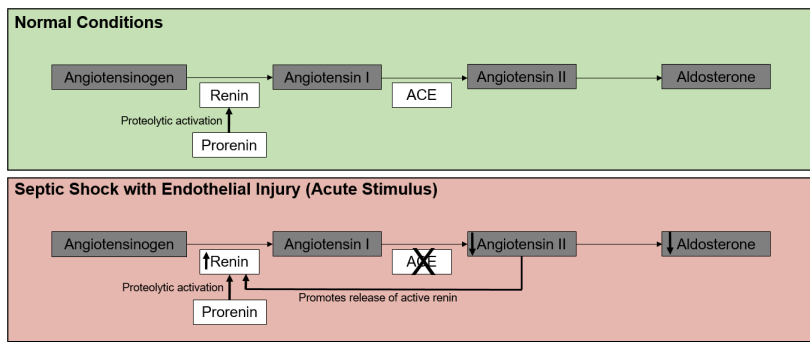 Normal Conditions
Angiotensinogen Angiotensin I Angiotensin II Aldosterone
Renin ACE
Proteolytic activation
Prorenin
Septic Shock with Endothelial Injury (Acute Stimulus)
Angiotensinogen Angiotensin I Angiotensin II Aldosterone
Renin ACE
Proteolytic activation
Promotes release of active renin
Prorenin